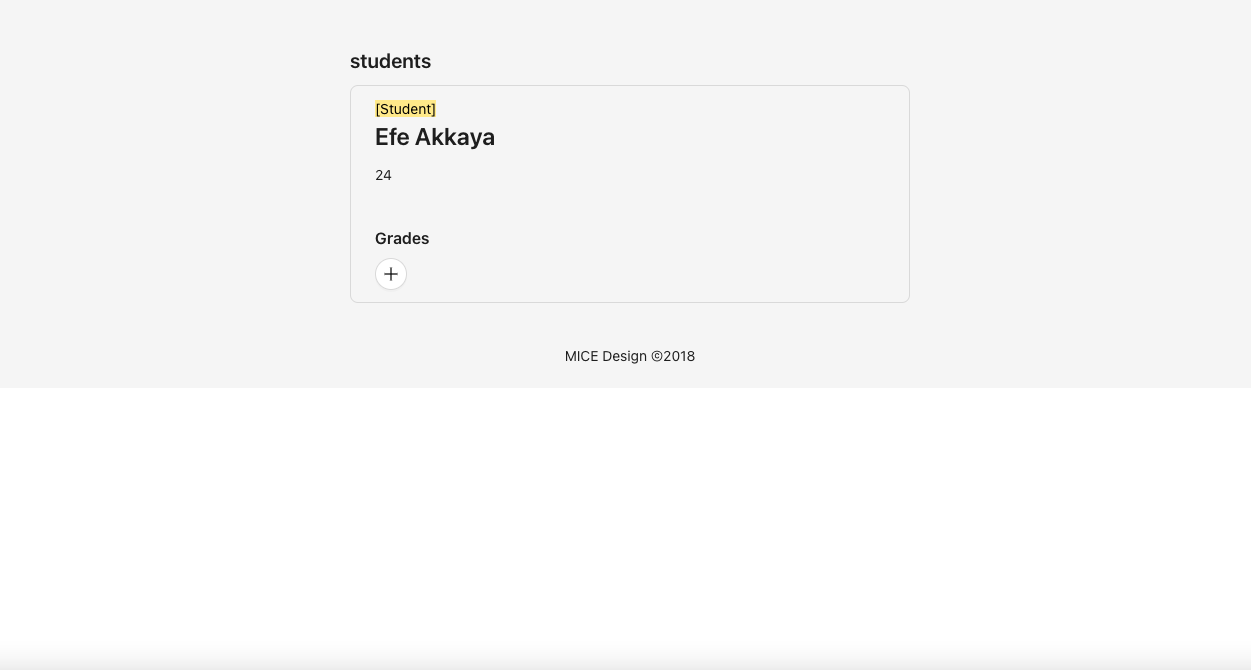 students
[Student]
Efe Akkaya
24
Grades
MICE Design ©2018